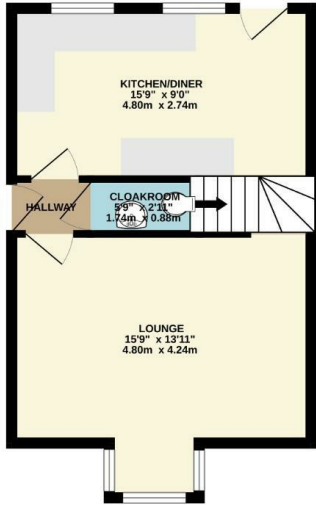 KITCHEN/DINER
15'9" x 9'0"
4.80m x 2.74m
HALLWAY
CLOAKROOM
5'9" x 2'11"
1.74m x 0.88m
LOUNGE
15'9" x 13'11"
4.80m x 4.24m